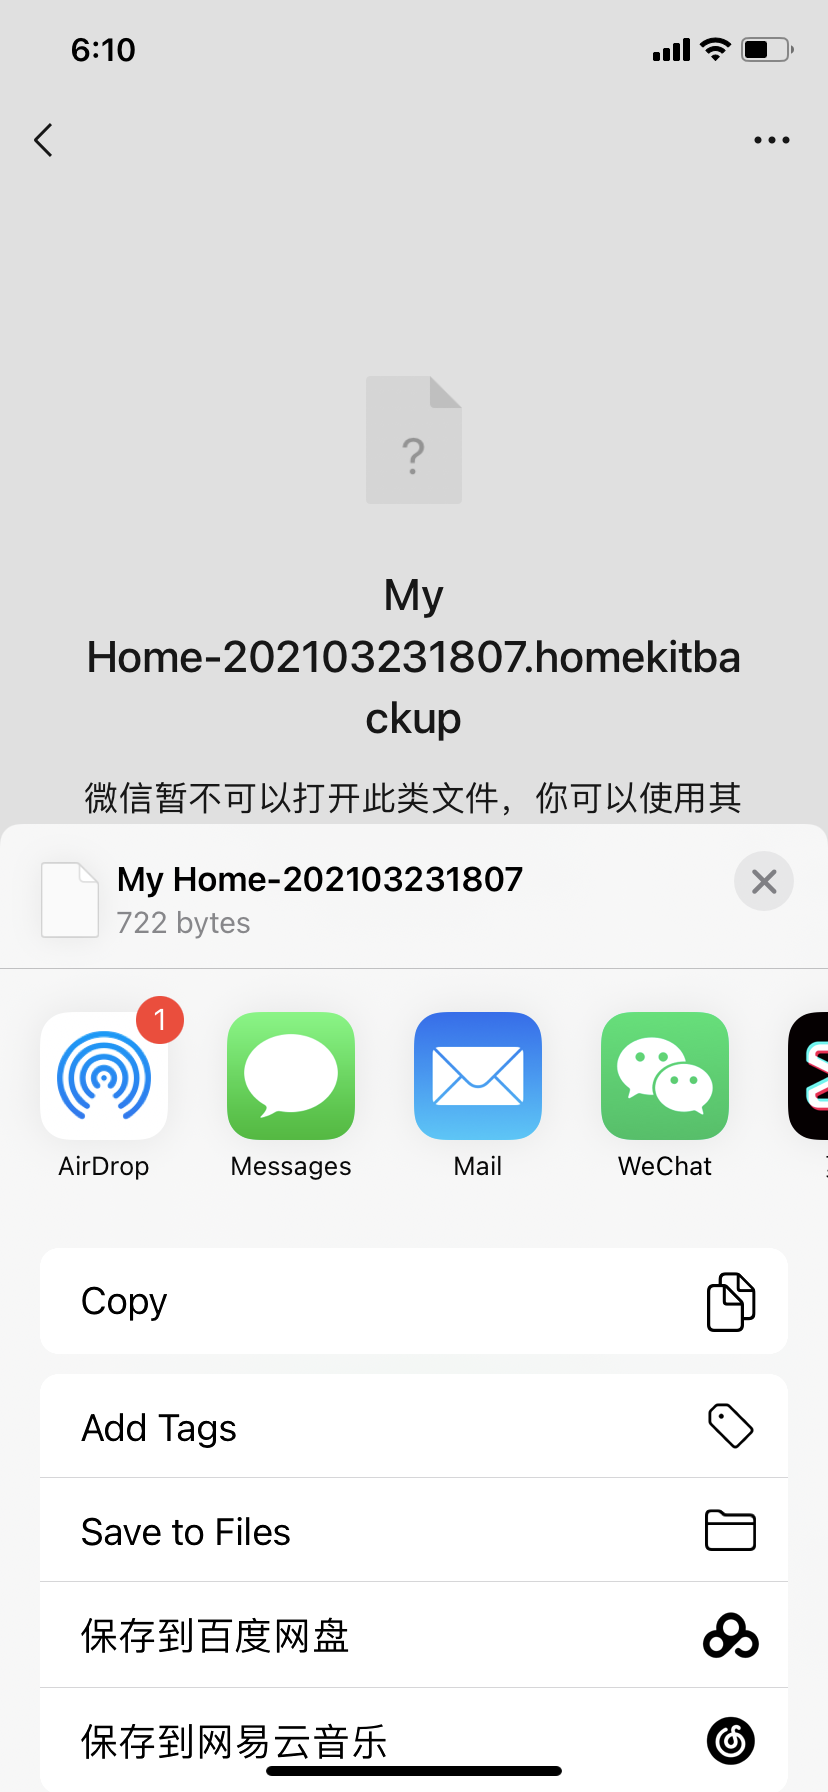 6:10
?
My
Home-202103231807.homekitba
ckup
微信暂不可以打开此类文件，你可以使用其
My Home-202103231807
722 bytes
1
AirDrop
Messages
Mail
WeChat
Copy
Add Tags
Save to Files
保存到百度网盘
保存到网易云音乐